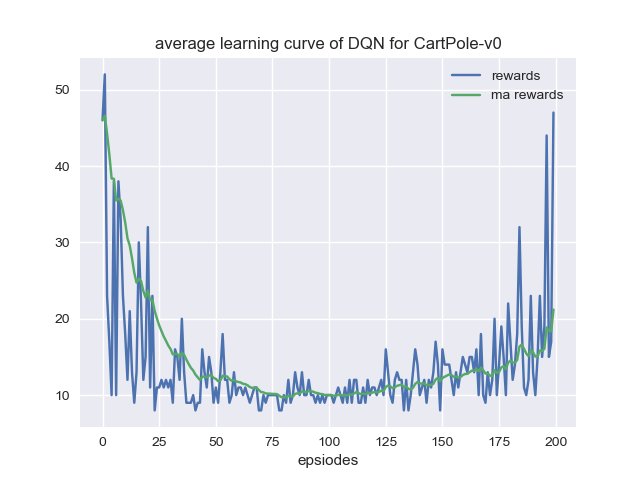 average learning curve of DQN for CartPole-v0
rewards
ma rewards
50
40
30
20
10
0 25 50 75 100 125 150 175 200
epsiodes